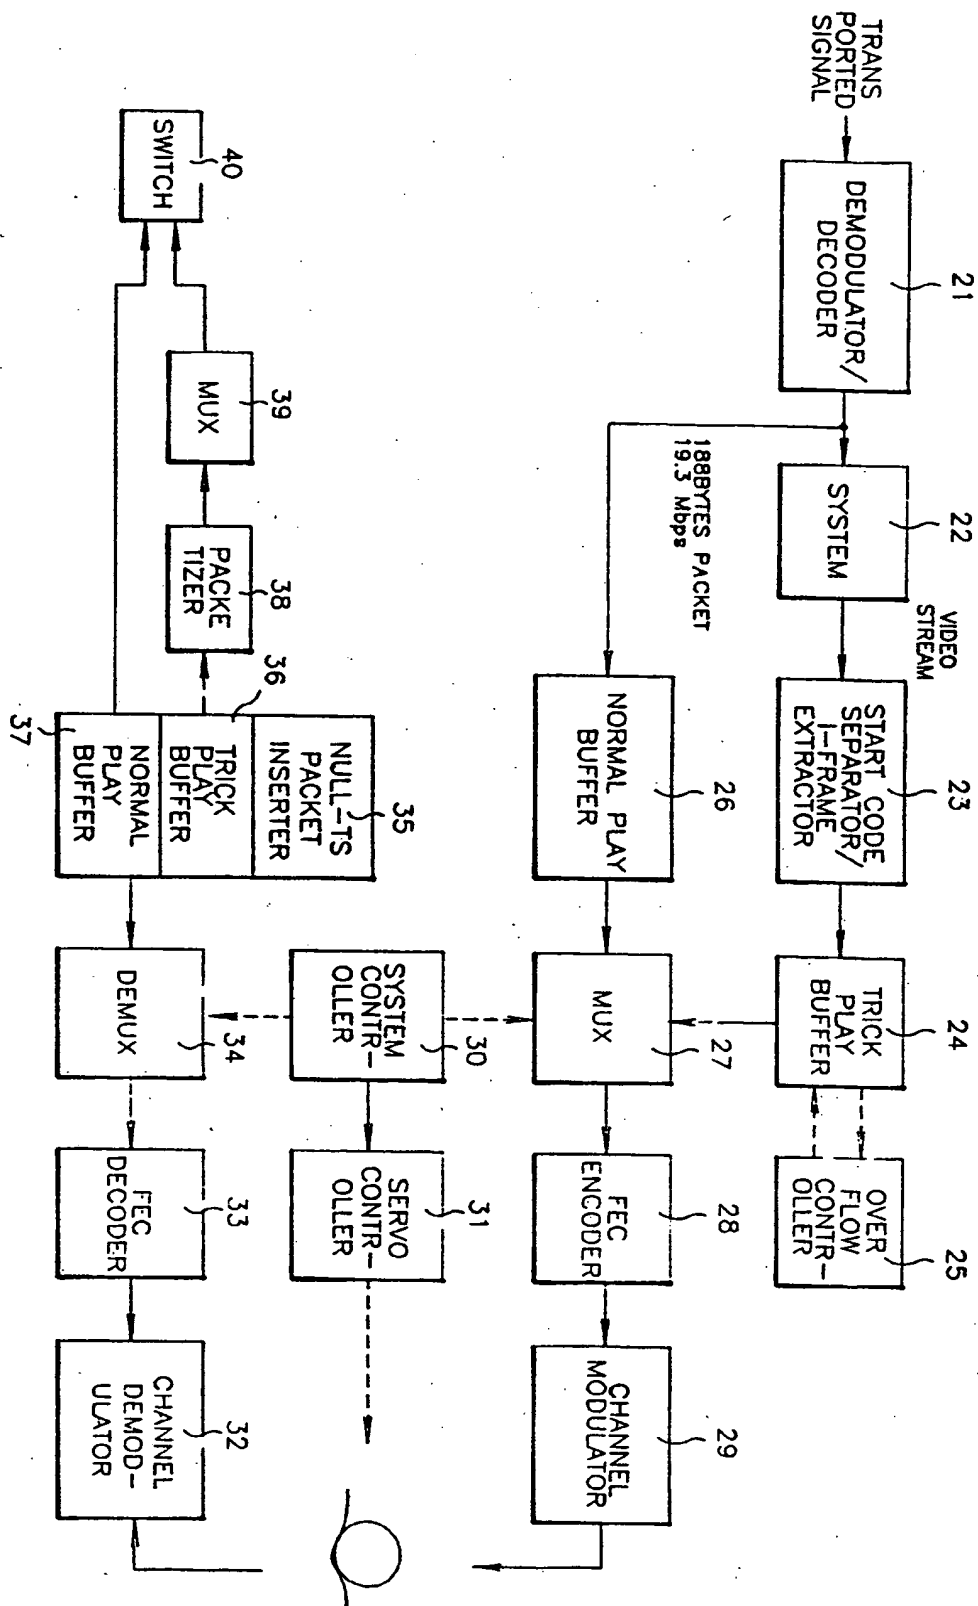 TRANS
PORTED
SIGNAL
DEMODULATOR/
DECODER
21
SYSTEM
22
VIDEO
STREAM
START CODE
SEPARATOR/
I-FRAME
EXTRACTOR
23
TRICK
PLAY
BUFFER
24
OVER
FLOW
CONTR-
OLLER
25
188BYTES PACKET
19.3 Mbps
NORMAL PLAY
BUFFER
26
MUX
27
FEC
ENCODER
28
CHANNEL
MODULATOR
29
SYSTEM
CONTR-
OLLER
30
SERVO
CONTR-
OLLER
31
SWITCH
40
MUX
39
PACKE
TIZER
38
NULL-TS
PACKET
INSERTER
35
TRICK
PLAY
BUFFER
36
NORMAL
PLAY
BUFFER
37
DEMUX
34
FEC
DECODER
33
CHANNEL
DEMOD-
ULATOR
32